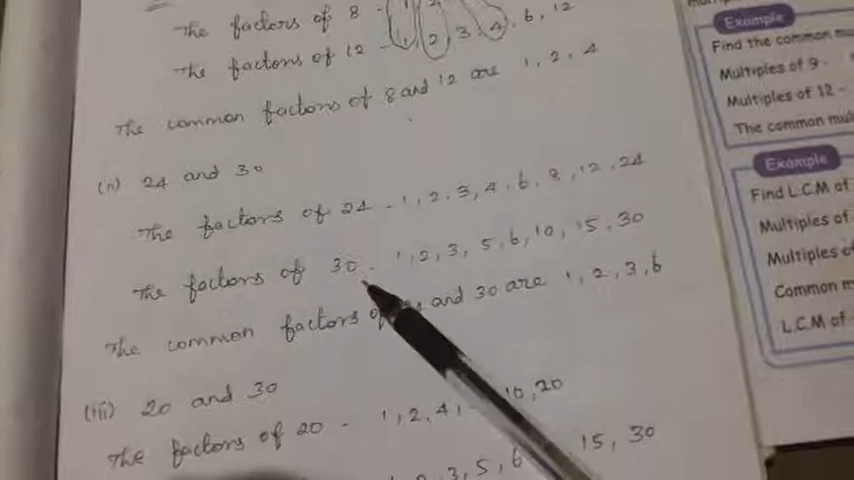 The factors of 8 - 1, 2
The factors of 12 - 1, 2, 3, 4, 6, 12
The common factors of 8 and 12 are 1, 2, 4
(ii) 24 and 30
The factors of 24 - 1, 2, 3, 4, 6, 8, 12, 24
The factors of 30 - 1, 2, 3, 5, 6, 10, 15, 30
The common factors of and 30 are 1, 2, 3, 6
(iii) 20 and 30
The factors of 20 - 1, 2, 4, 10, 20
3, 5, 6 15, 30
Example
Find the common
Multiples of 9 -
Multiples of 12 -
The common mul
Example
Find L.C.M of
Multiples of
Multiples of
Common m
L.C.M of